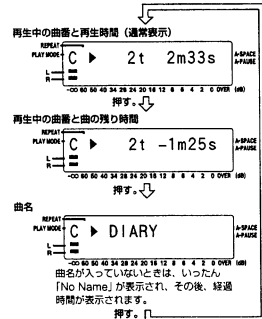 再生中の曲番と再生時間（通常表示）
REPEAT
PLAY MODE C ▶ 2t 2m33s A-SPACE
A-PAUSE
L
R
-∞ 60 50 40 34 28 24 20 16 12 8 6 4 2 0 OVER (dB)
押す。
再生中の曲番と曲の残り時間
REPEAT
PLAY MODE C ▶ 2t -1m25s A-SPACE
A-PAUSE
L
R
-∞ 60 50 40 34 28 24 20 16 12 8 6 4 2 0 OVER (dB)
押す。
曲名
REPEAT
PLAY MODE C ▶ DIARY A-SPACE
A-PAUSE
L
R
-∞ 60 50 40 34 28 24 20 16 12 8 6 4 2 0 OVER (dB)
曲名が入っていないときは、いったん
「No Name」が表示され、その後、経過
時間が表示されます。
押す。